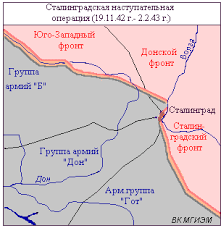 Сталинградская наступательная
операция (19.11.42 г.- 2.2.43 г.)
Юго-Западный
фронт
Донской
фронт
Волга
Группа
армий "Б"
Сталинград
Сталин
градский
фронт
Группа армий
"Дон"
Дон
Арм.группа
"Гот"
ВК МГИЭМ